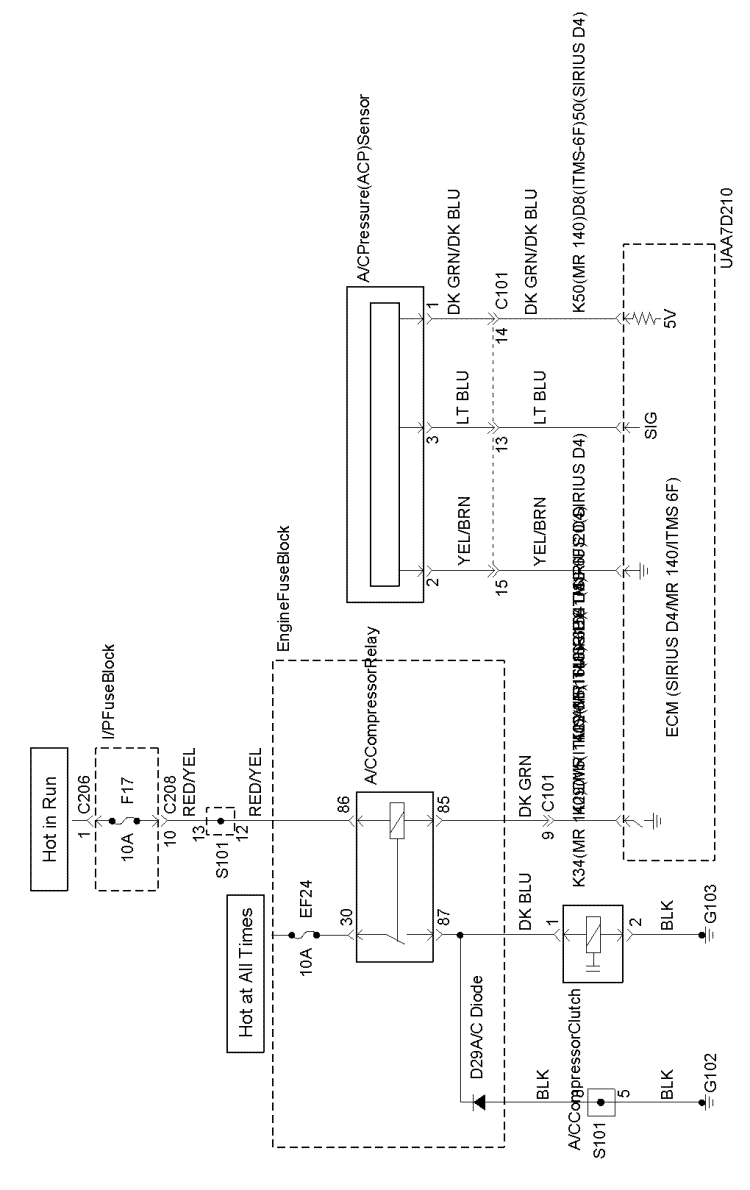 Hot in Run
1
C206
I/PFuseBlock
F17
10A
C208
10
RED/YEL
13
S101
12
RED/YEL
Hot at All Times
EngineFuseBlock
EF24
10A
30
86
A/CCompressorRelay
87
85
DK GRN
9
C101
DK BLU
1
2
BLK
G103
A/CCompressorClutch
D29A/C Diode
BLK
S101
5
BLK
G102
A/CPressure(ACP)Sensor
2
3
1
YEL/BRN
LT BLU
DK GRN/DK BLU
15
13
14
C101
YEL/BRN
LT BLU
DK GRN/DK BLU
K34(MR
SIRIUS D4)
K50(MR 140)D8(ITMS-6F)50(SIRIUS D4)
SIG
5V
ECM (SIRIUS D4/MR 140/ITMS 6F)
UAA7D210